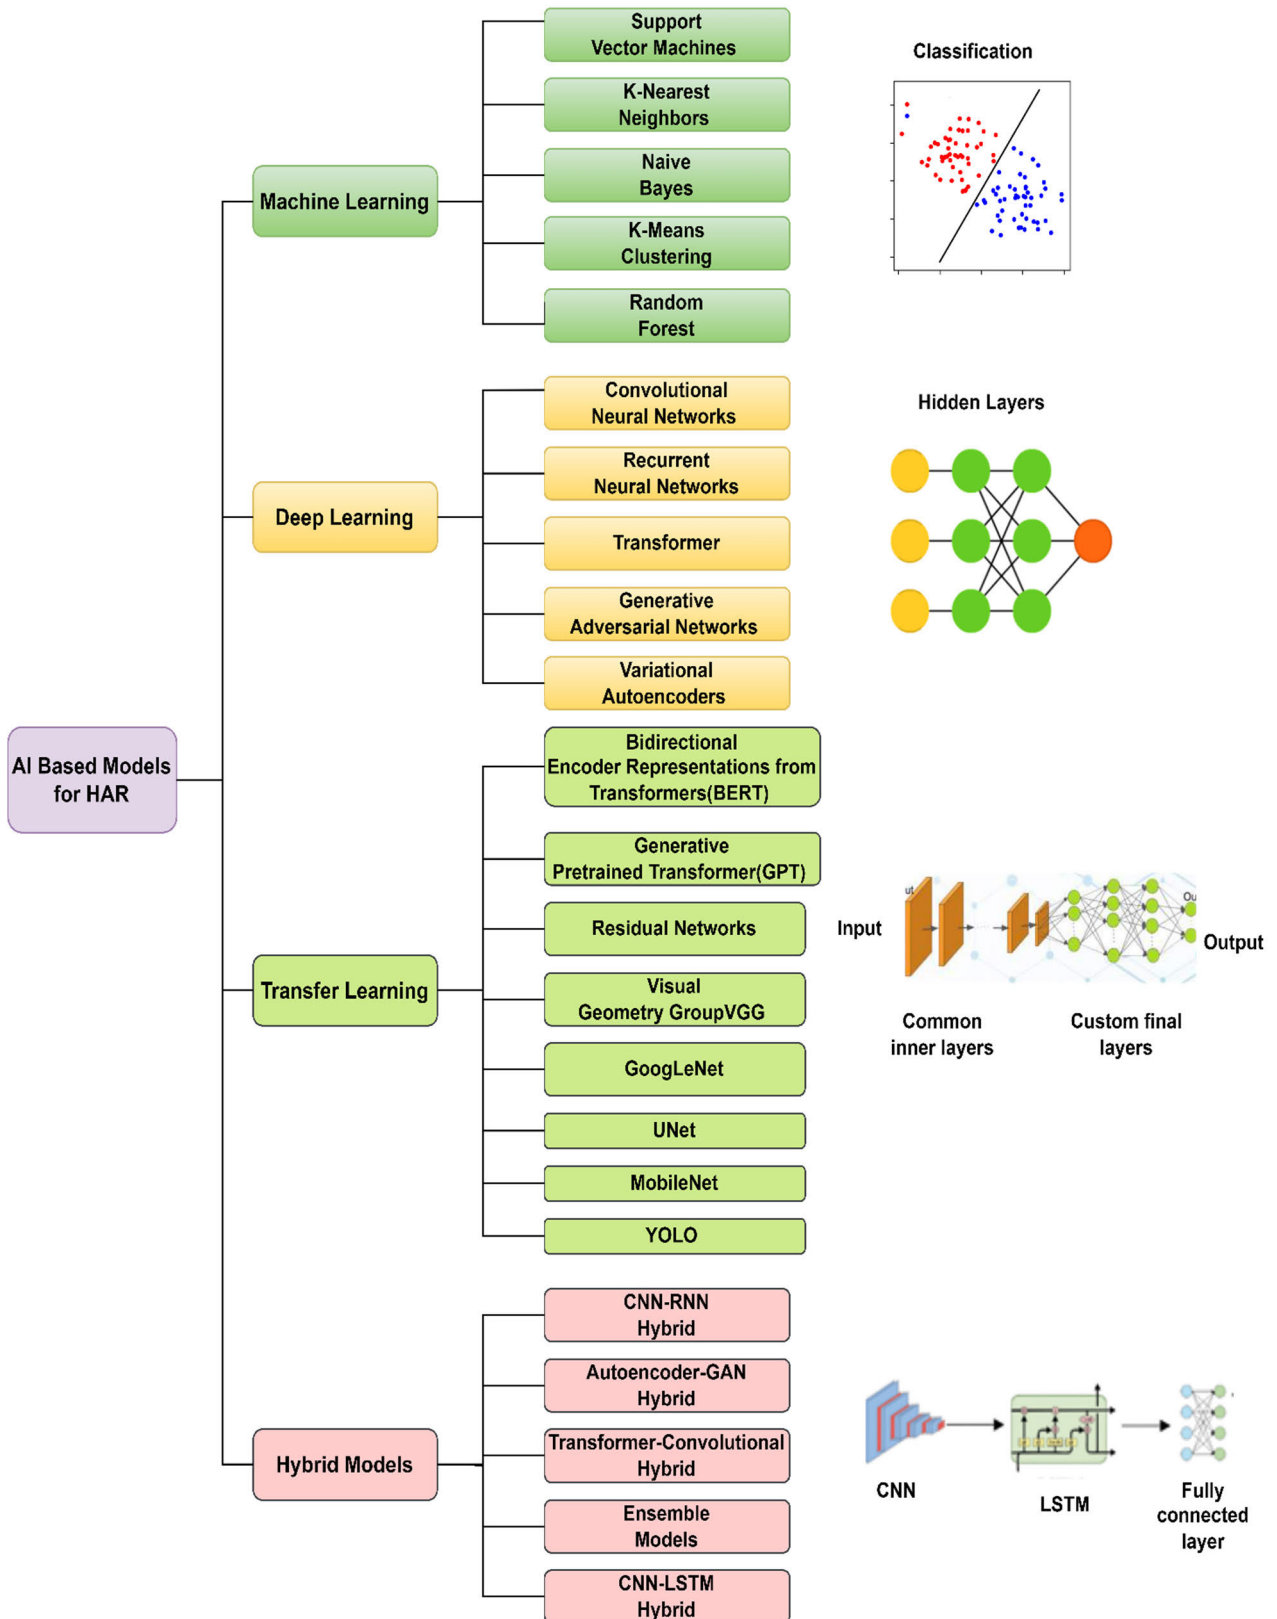 AI Based Models
for HAR
Machine Learning
Support
Vector Machines
K-Nearest
Neighbors
Naive
Bayes
K-Means
Clustering
Random
Forest
Classification
Deep Learning
Convolutional
Neural Networks
Recurrent
Neural Networks
Transformer
Generative
Adversarial Networks
Variational
Autoencoders
Hidden Layers
Transfer Learning
Bidirectional
Encoder Representations from
Transformers(BERT)
Generative
Pretrained Transformer(GPT)
Residual Networks
Visual
Geometry GroupVGG
GoogLeNet
UNet
MobileNet
YOLO
ut
Ou
Input
Output
Common
inner layers
Custom final
layers
Hybrid Models
CNN-RNN
Hybrid
Autoencoder-GAN
Hybrid
Transformer-Convolutional
Hybrid
Ensemble
Models
CNN-LSTM
Hybrid
CNN
LSTM
Fully
connected
layer